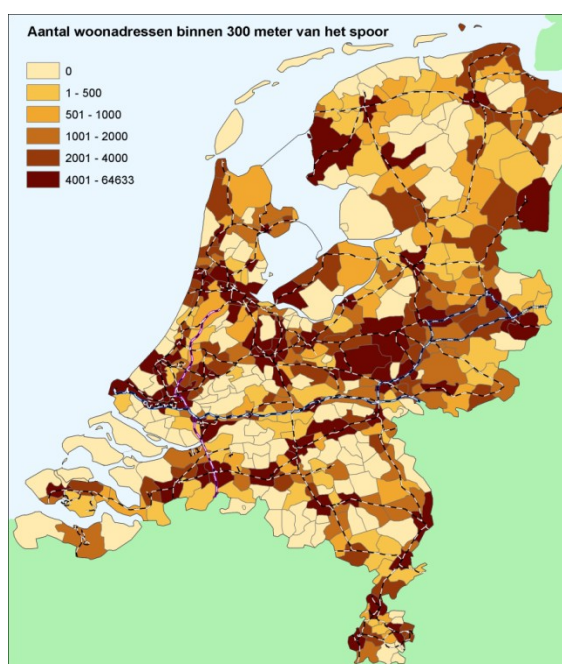 Aantal woonadressen binnen 300 meter van het spoor
0
1 - 500
501 - 1000
1001 - 2000
2001 - 4000
4001 - 64633